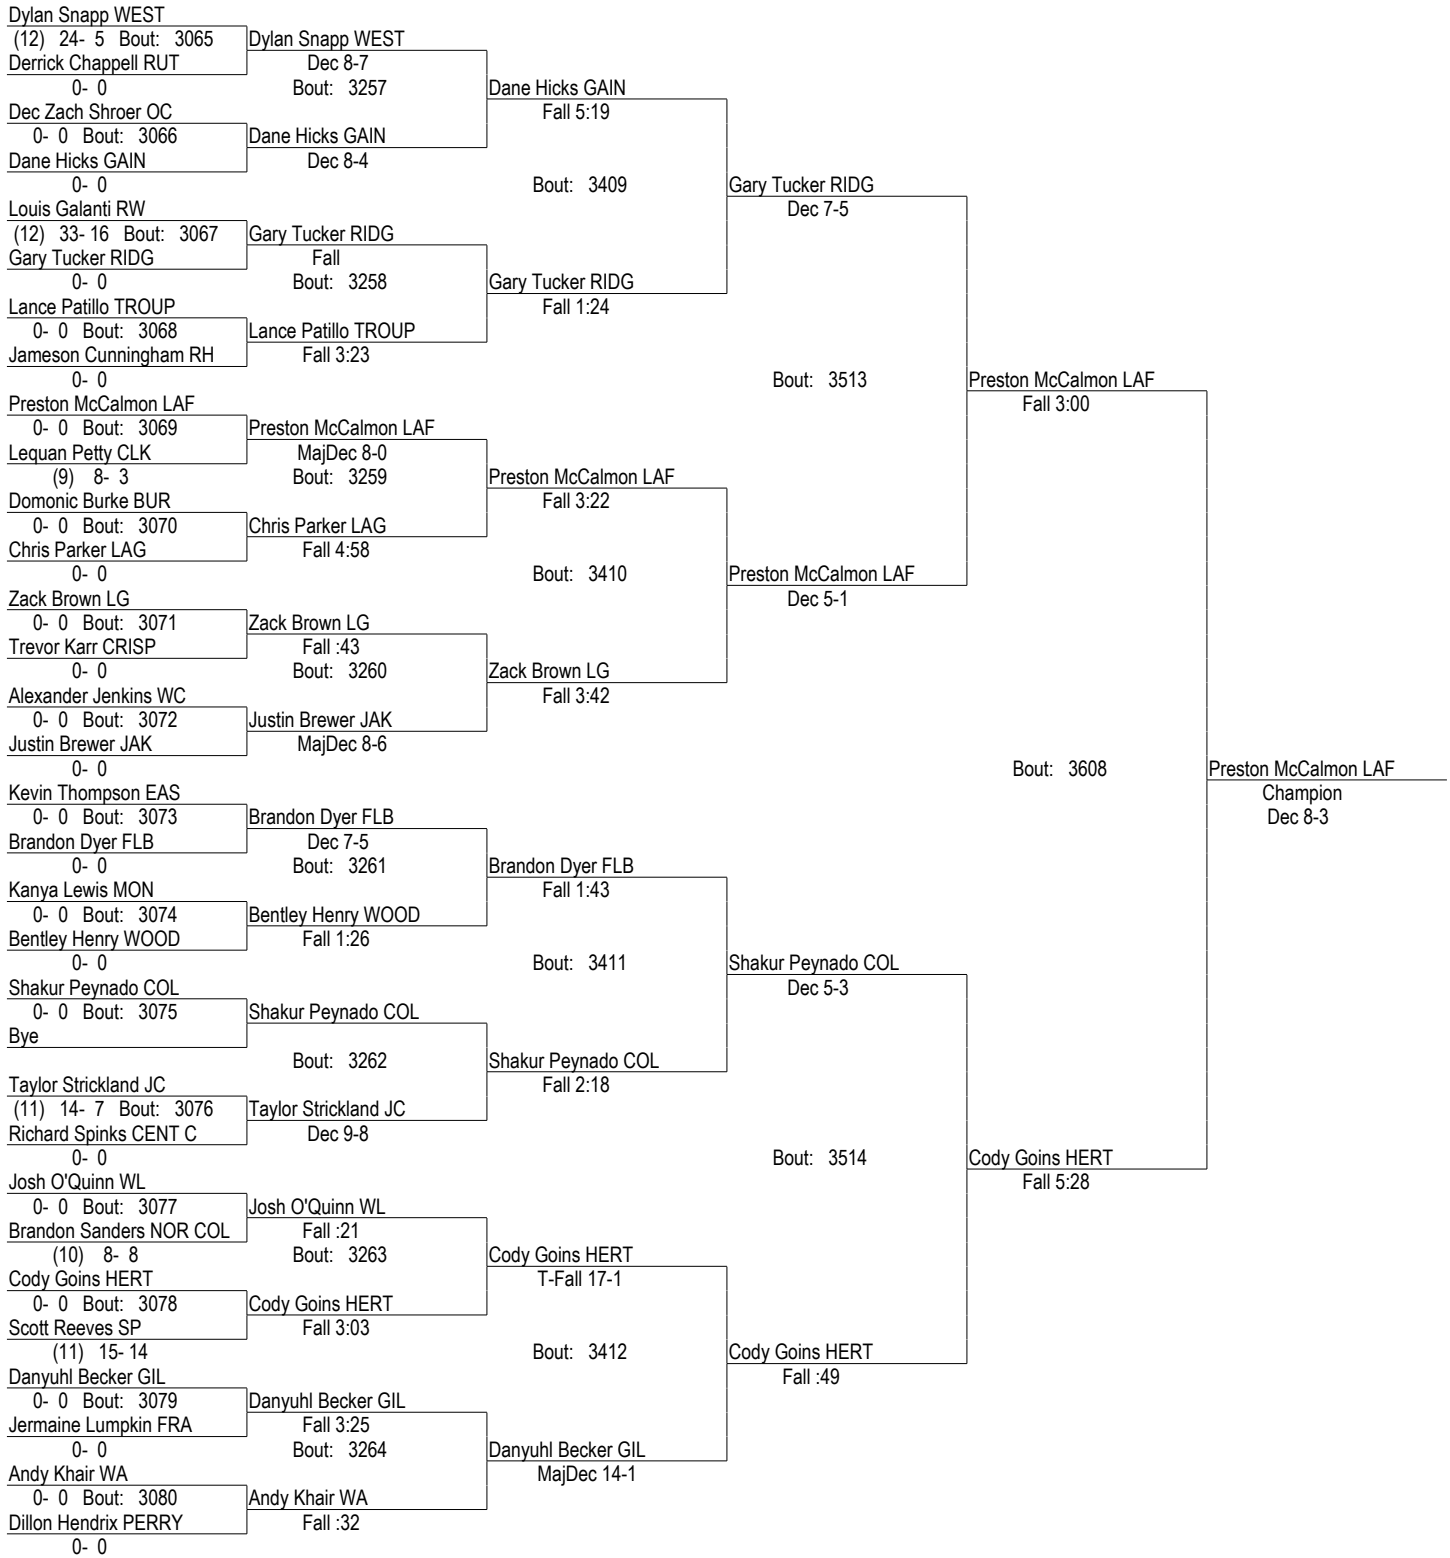 Dylan Snapp WEST
(12) 24- 5 Bout: 3065 Dylan Snapp WEST
Derrick Chappell RUT Dec 8-7
0- 0 Bout: 3257 Dane Hicks GAIN
Dec Zach Shroer OC Fall 5:19
0- 0 Bout: 3066 Dane Hicks GAIN
Dane Hicks GAIN Dec 8-4
0- 0 Bout: 3409 Gary Tucker RIDG
Louis Galanti RW Dec 7-5
(12) 33- 16 Bout: 3067 Gary Tucker RIDG
Gary Tucker RIDG Fall
0- 0 Bout: 3258 Gary Tucker RIDG
Lance Patillo TROUP Fall 1:24
0- 0 Bout: 3068 Lance Patillo TROUP
Jameson Cunningham RH Fall 3:23
0- 0 Bout: 3513 Preston McCalmon LAF
Preston McCalmon LAF Fall 3:00
0- 0 Bout: 3069 Preston McCalmon LAF
Lequan Petty CLK MajDec 8-0
(9) 8- 3 Bout: 3259 Preston McCalmon LAF
Domonic Burke BUR Fall 3:22
0- 0 Bout: 3070 Chris Parker LAG
Chris Parker LAG Fall 4:58
0- 0 Bout: 3410 Preston McCalmon LAF
Zack Brown LG Dec 5-1
0- 0 Bout: 3071 Zack Brown LG
Trevor Karr CRISP Fall :43
0- 0 Bout: 3260 Zack Brown LG
Alexander Jenkins WC Fall 3:42
0- 0 Bout: 3072 Justin Brewer JAK
Justin Brewer JAK MajDec 8-6
0- 0 Bout: 3608 Preston McCalmon LAF
Kevin Thompson EAS Champion
0- 0 Bout: 3073 Brandon Dyer FLB Dec 8-3
Brandon Dyer FLB Dec 7-5
0- 0 Bout: 3261 Brandon Dyer FLB
Kanya Lewis MON Fall 1:43
0- 0 Bout: 3074 Bentley Henry WOOD
Bentley Henry WOOD Fall 1:26
0- 0 Bout: 3411 Shakur Peynado COL
Shakur Peynado COL Dec 5-3
0- 0 Bout: 3075 Shakur Peynado COL
Bye
Bout: 3262 Shakur Peynado COL
Taylor Strickland JC Fall 2:18
(11) 14- 7 Bout: 3076 Taylor Strickland JC
Richard Spinks CENT C Dec 9-8
0- 0 Bout: 3514 Cody Goins HERT
Josh O'Quinn WL Fall 5:28
0- 0 Bout: 3077 Josh O'Quinn WL
Brandon Sanders NOR COL Fall :21
(10) 8- 8 Bout: 3263 Cody Goins HERT
Cody Goins HERT T-Fall 17-1
0- 0 Bout: 3078 Cody Goins HERT
Scott Reeves SP Fall 3:03
(11) 15- 14 Bout: 3412 Cody Goins HERT
Danyuhl Becker GIL Fall :49
0- 0 Bout: 3079 Danyuhl Becker GIL
Jermaine Lumpkin FRA Fall 3:25
0- 0 Bout: 3264 Danyuhl Becker GIL
Andy Khair WA MajDec 14-1
0- 0 Bout: 3080 Andy Khair WA
Dillon Hendrix PERRY Fall :32
0- 0